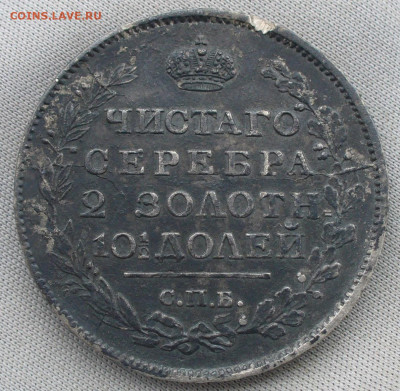 COINS.LAVE.RU
ЧИСТАГО
СЕРЕБРА
2 ЗОЛОТН.
10½ ДОЛЕЙ
С.П.Б.